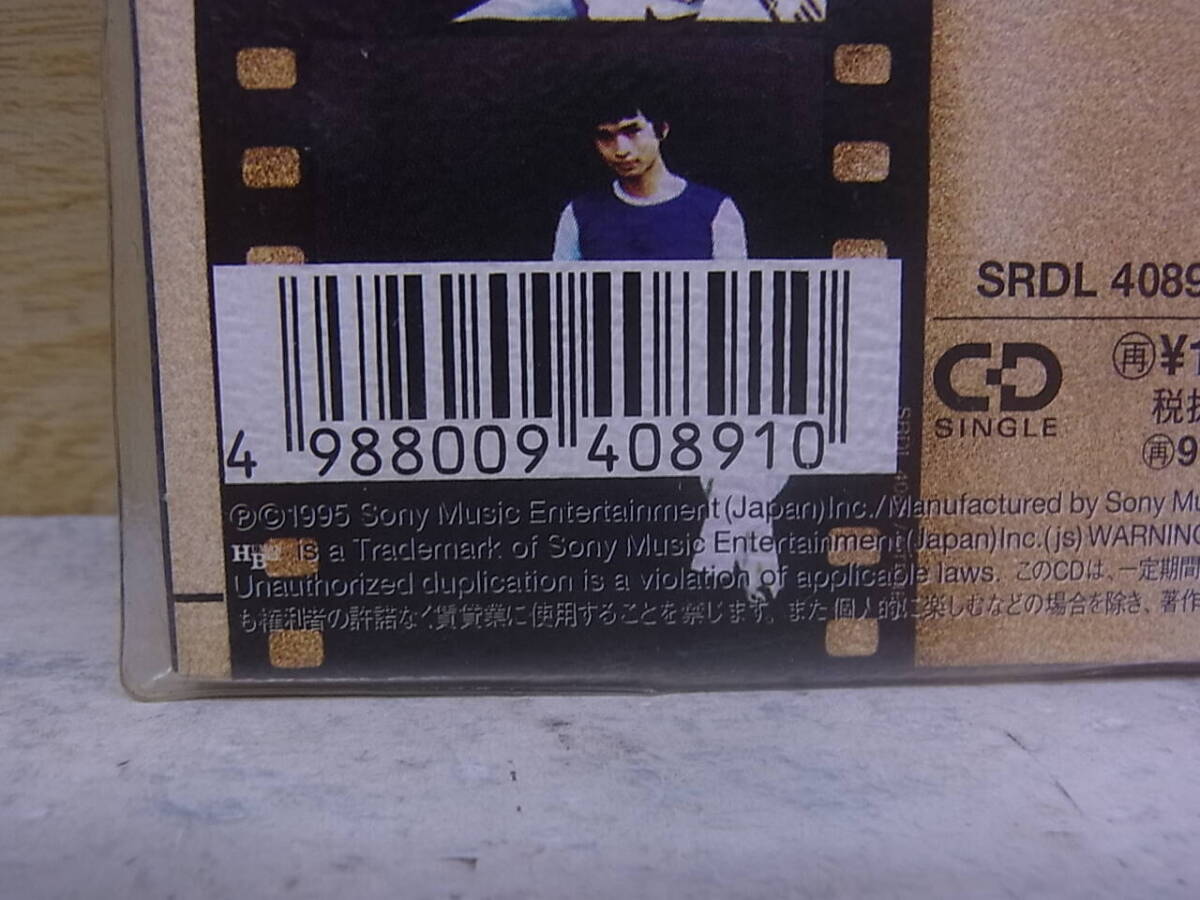 SRDL 4089
CD
SINGLE
再¥1
税抜
再9
4 988009 408910
SRDL 408
Ⓟ©1995 Sony Music Entertainment(Japan)Inc./Manufactured by Sony Mu
is a Trademark of Sony Music Entertainment(Japan)Inc.(js) WARNING
Unauthorized duplication is a violation of applicable laws. このCDは、一定期間
も権利者の許諾なく賃貸業に使用することを禁じます。また個人的に楽しむなどの場合を除き、著作